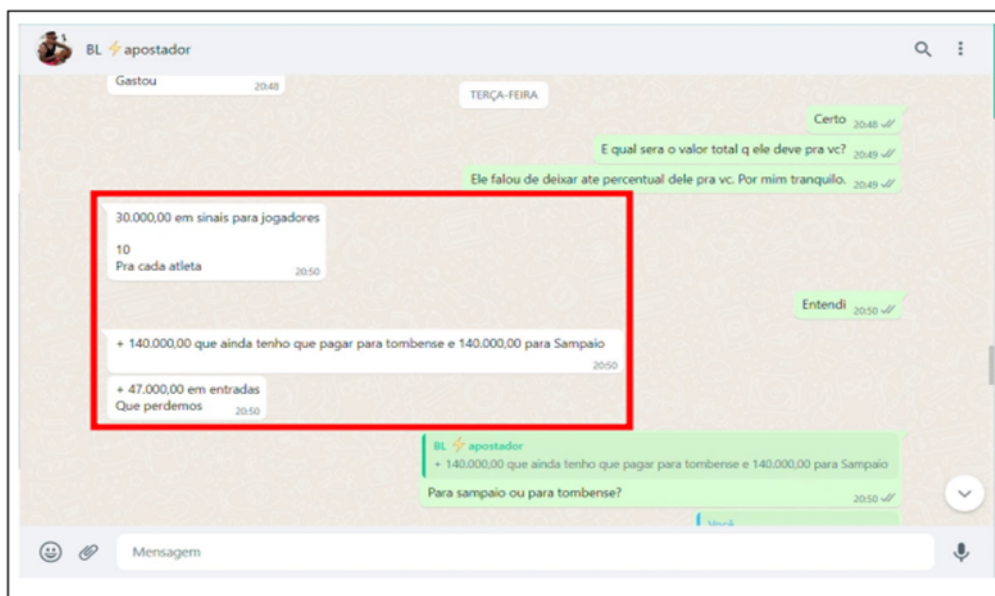 BL ⚡ apostador
Gastou
20:48
TERÇA-FEIRA
Certo 20:48
E qual sera o valor total q ele deve pra vc? 20:49
Ele falou de deixar ate percentual dele pra vc. Por mim tranquilo. 20:49
30.000,00 em sinais para jogadores
10
Pra cada atleta
20:50
Entendi 20:50
+ 140.000,00 que ainda tenho que pagar para tombense e 140.000,00 para Sampaio
20:50
+ 47.000,00 em entradas
Que perdemos 20:50
BL ⚡ apostador
+ 140.000,00 que ainda tenho que pagar para tombense e 140.000,00 para Sampaio
Para sampaio ou para tombense?
20:50
Você
Mensagem